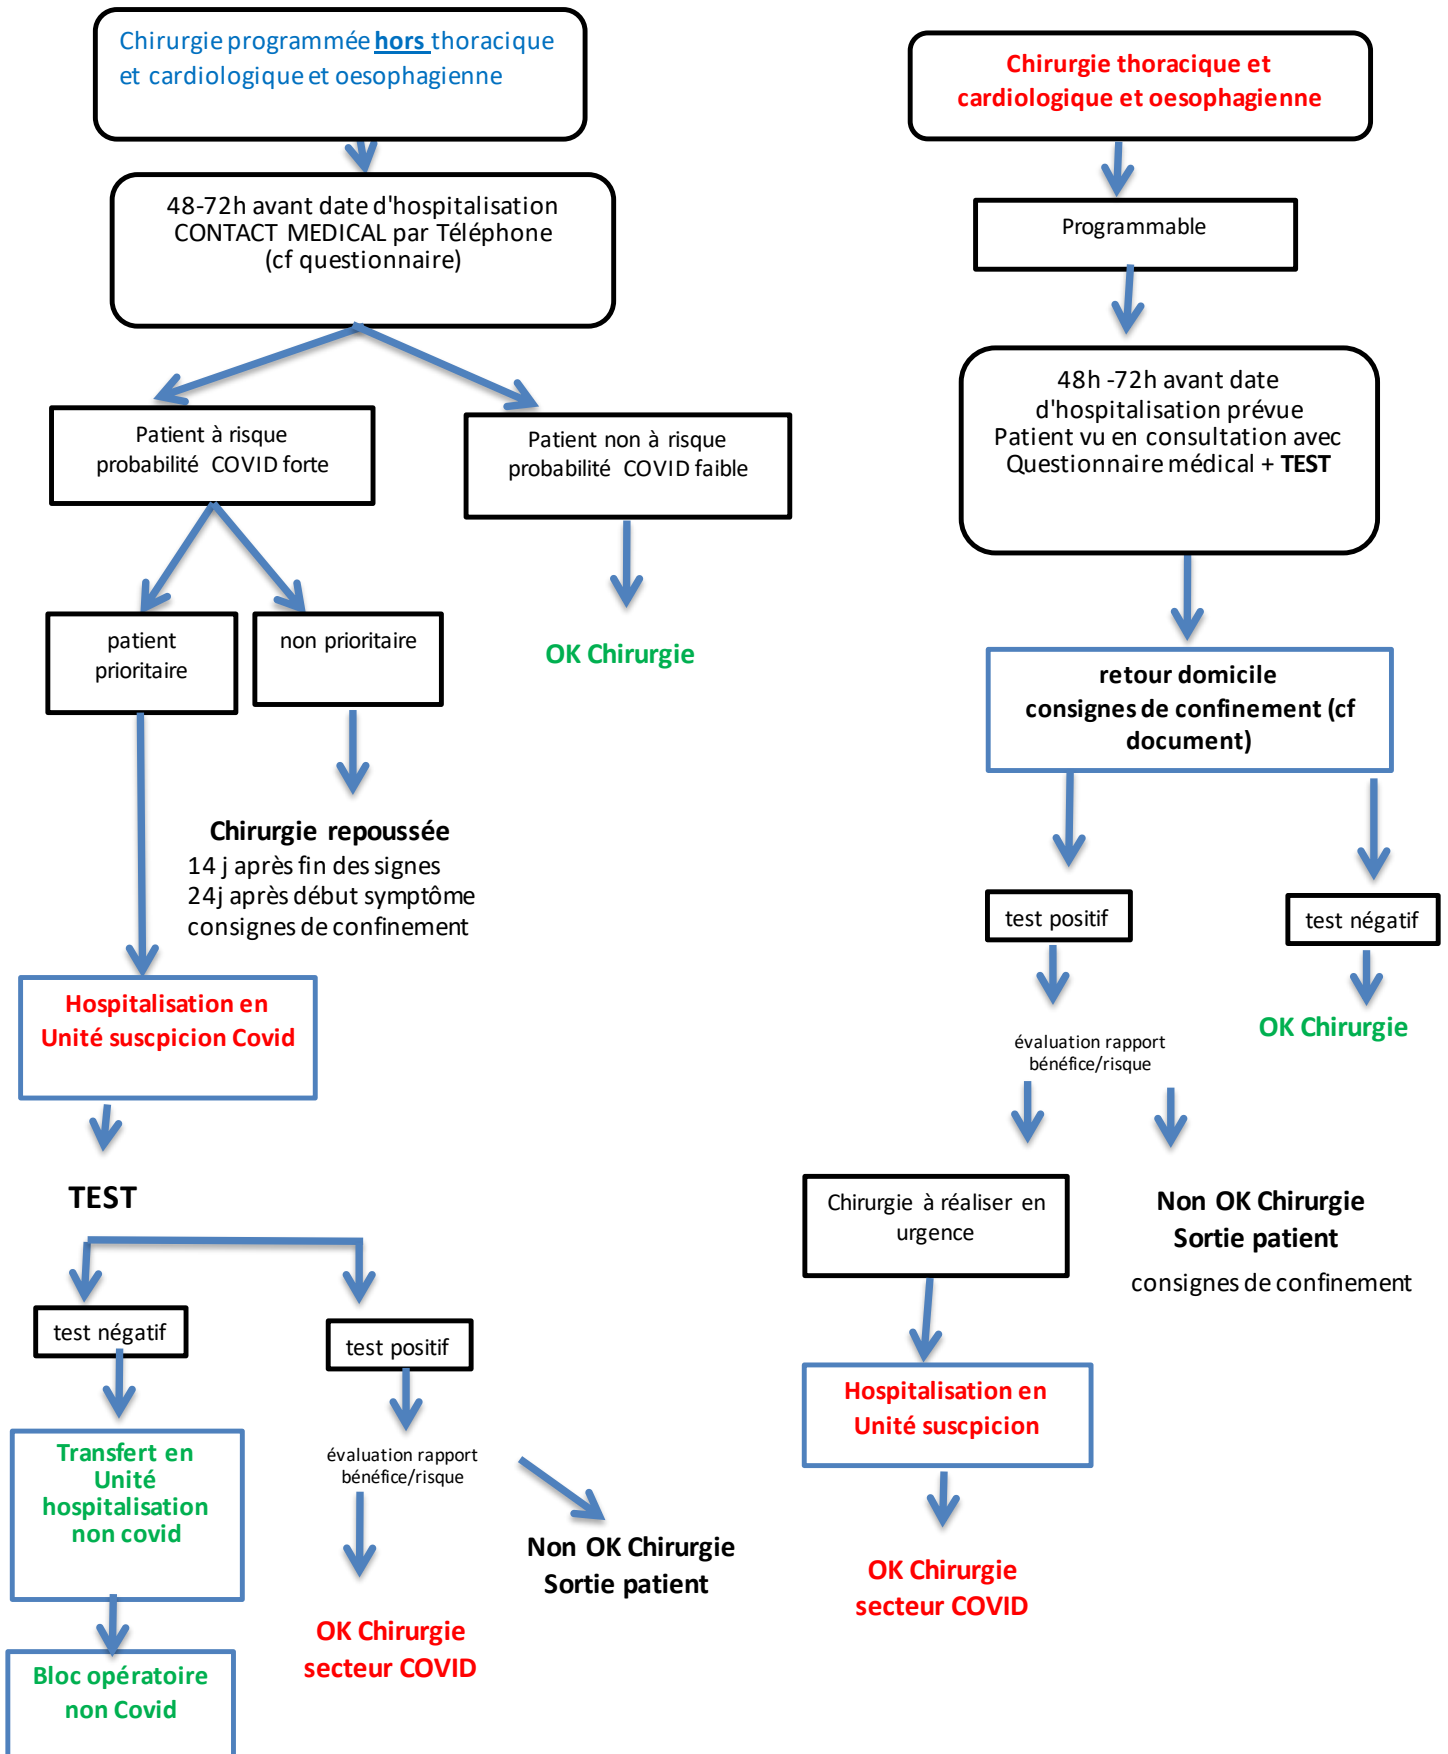 Chirurgie programmée hors thoracique
et cardiologique et oesophagienne
48-72h avant date d'hospitalisation
CONTACT MEDICAL par Téléphone
(cf questionnaire)
Patient à risque
probabilité COVID forte
Patient non à risque
probabilité COVID faible
patient
prioritaire
non prioritaire
OK Chirurgie
Chirurgie repoussée
14 j après fin des signes
24j après début symptôme
consignes de confinement
Hospitalisation en
Unité suscpicion Covid
TEST
test négatif
test positif
Transfert en
Unité
hospitalisation
non covid
évaluation rapport
bénéfice/risque
Non OK Chirurgie
Sortie patient
OK Chirurgie
secteur COVID
Bloc opératoire
non Covid
Chirurgie thoracique et
cardiologique et oesophagienne
Programmable
48h -72h avant date
d'hospitalisation prévue
Patient vu en consultation avec
Questionnaire médical + TEST
retour domicile
consignes de confinement (cf
document)
test positif
test négatif
évaluation rapport
bénéfice/risque
OK Chirurgie
Chirurgie à réaliser en
urgence
Non OK Chirurgie
Sortie patient
consignes de confinement
Hospitalisation en
Unité suscpicion
OK Chirurgie
secteur COVID